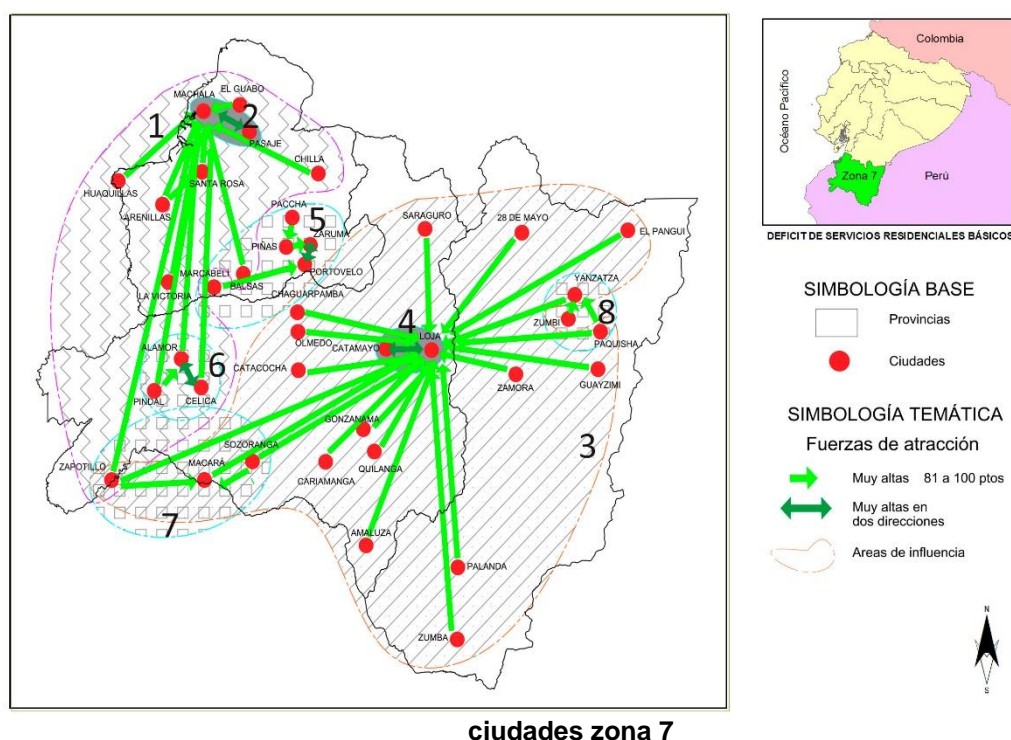 EL GUABO
MACHALA
1
2
PASAJE
CHILLA
HUAQUILLAS
SANTA ROSA
ARENILLAS
PACCHA
5
ZARUMA
PIÑAS
PORTOVELO
MARCABELI
BALSAS
LA VICTORIA
CHAGUARPAMBA
SARAGURO
28 DE MAYO
EL PANGUI
YANZATZA
8
ZUMBI
PAQUISHA
4
LOJA
OLMEDO
CATAMAYO
CATACOCHA
ALAMOR
6
PINDAL
CELICA
ZAMORA
GUAYZIMI
GONZANAMA
SOZORANGA
QUILANGA
3
ZAPOTILLO
MACARÁ
CARIAMANGA
7
AMALUZA
PALANDA
ZUMBA
Colombia
Océano Pacífico
Zona 7
Perú
DEFICIT DE SERVICIOS RESIDENCIALES BÁSICOS
SIMBOLOGÍA BASE
Provincias
Ciudades
SIMBOLOGÍA TEMÁTICA
Fuerzas de atracción
Muy altas 81 a 100 ptos
Muy altas en
dos direcciones
Areas de influencia
N
S
ciudades zona 7